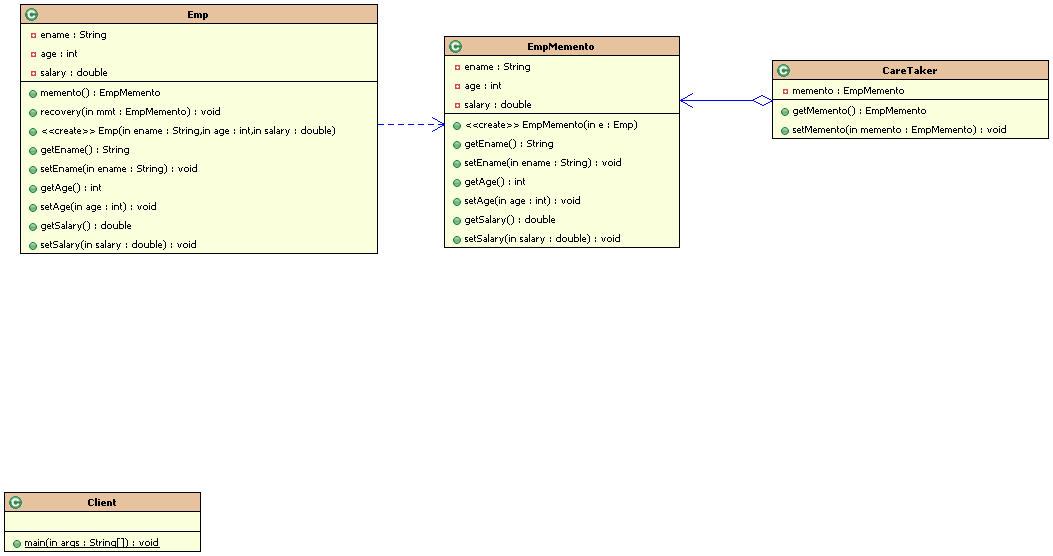 Emp
ename : String
age : int
salary : double
memento() : EmpMemento
recovery(in mmt : EmpMemento) : void
<<create>> Emp(in ename : String,in age : int,in salary : double)
getEname() : String
setEname(in ename : String) : void
getAge() : int
setAge(in age : int) : void
getSalary() : double
setSalary(in salary : double) : void
EmpMemento
ename : String
age : int
salary : double
<<create>> EmpMemento(in e : Emp)
getEname() : String
setEname(in ename : String) : void
getAge() : int
setAge(in age : int) : void
getSalary() : double
setSalary(in salary : double) : void
CareTaker
memento : EmpMemento
getMemento() : EmpMemento
setMemento(in memento : EmpMemento) : void
Client
main(in args : String[]) : void